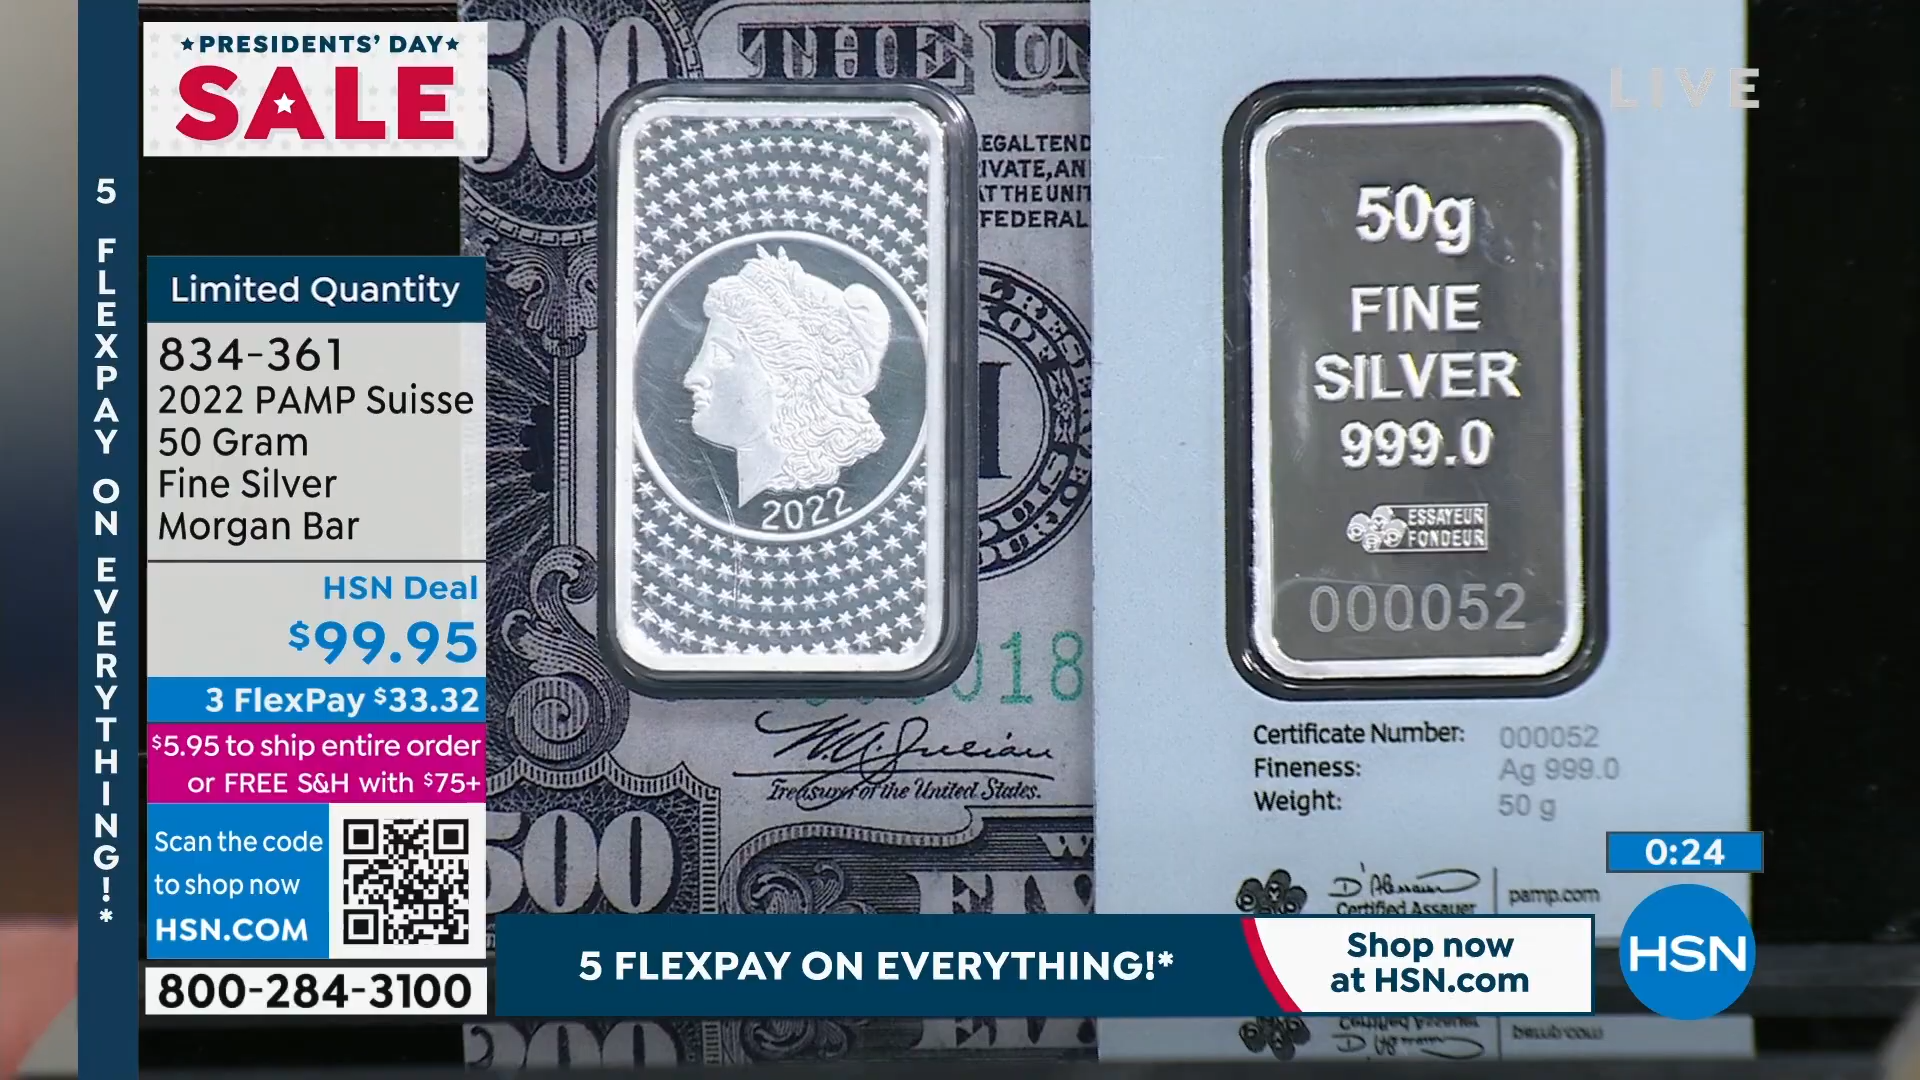 PRESIDENTS' DAY
SALE
5 FLEXPAY ON EVERYTHING!*
Limited Quantity
834-361
2022 PAMP Suisse
50 Gram
Fine Silver
Morgan Bar
HSN Deal
$99.95
3 FlexPay $33.32
$5.95 to ship entire order
or FREE S&H with $75+
Scan the code
to shop now
HSN.COM
800-284-3100
500
THE UN
EGAL TEND
IVATE, AN
AT THE UNIT
FEDERAL
2022
018
Treasurer of the United States.
500
LIVE
50g
FINE
SILVER
999.0
ESSAYEUR
FONDEUR
000052
Certificate Number: 000052
Fineness: Ag 999.0
Weight: 50 g
Certified Assayer
pamp.com
0:24
5 FLEXPAY ON EVERYTHING!*
Shop now
at HSN.com
HSN